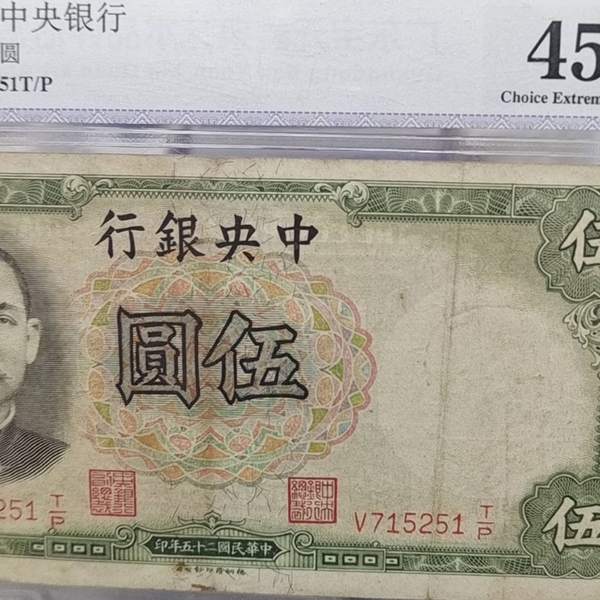 中央银行
圆
51T/P
45
Choice Extrem
行銀央中
伍
圓伍
251 T/P
V715251 T/P
印年五十二國民華中
伍